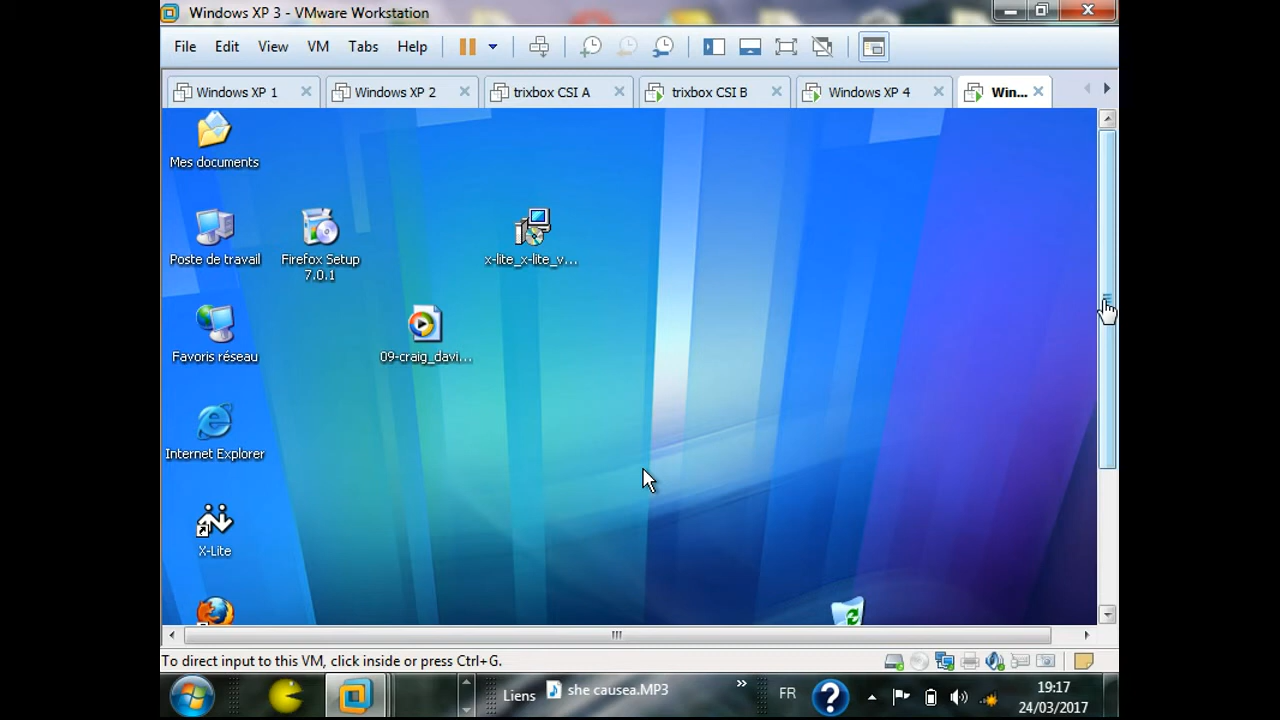 Windows XP 3 - VMware Workstation
File Edit View VM Tabs Help
Windows XP 1 Windows XP 2 trixbox CSI A trixbox CSI B Windows XP 4 Win...
Mes documents
Poste de travail
Firefox Setup
7.0.1
x-lite_x-lite_v...
Favoris réseau
09-craig_davi...
Internet Explorer
X-Lite
To direct input to this VM, click inside or press Ctrl+G.
Liens she causea.MP3 » FR 19:17
24/03/2017